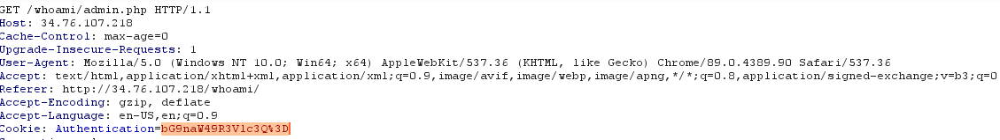 GET /whoami/admin.php HTTP/1.1
Host: 34.76.107.218
Cache-Control: max-age=0
Upgrade-Insecure-Requests: 1
User-Agent: Mozilla/5.0 (Windows NT 10.0; Win64; x64) AppleWebKit/537.36 (KHTML, like Gecko) Chrome/89.0.4389.90 Safari/537.36
Accept: text/html,application/xhtml+xml,application/xml;q=0.9,image/avif,image/webp,image/apng,*/*;q=0.8,application/signed-exchange;v=b3;q=0
Referer: http://34.76.107.218/whoami/
Accept-Encoding: gzip, deflate
Accept-Language: en-US,en;q=0.9
Cookie: Authentication=bG9naW49R3Vlc3Q%3D